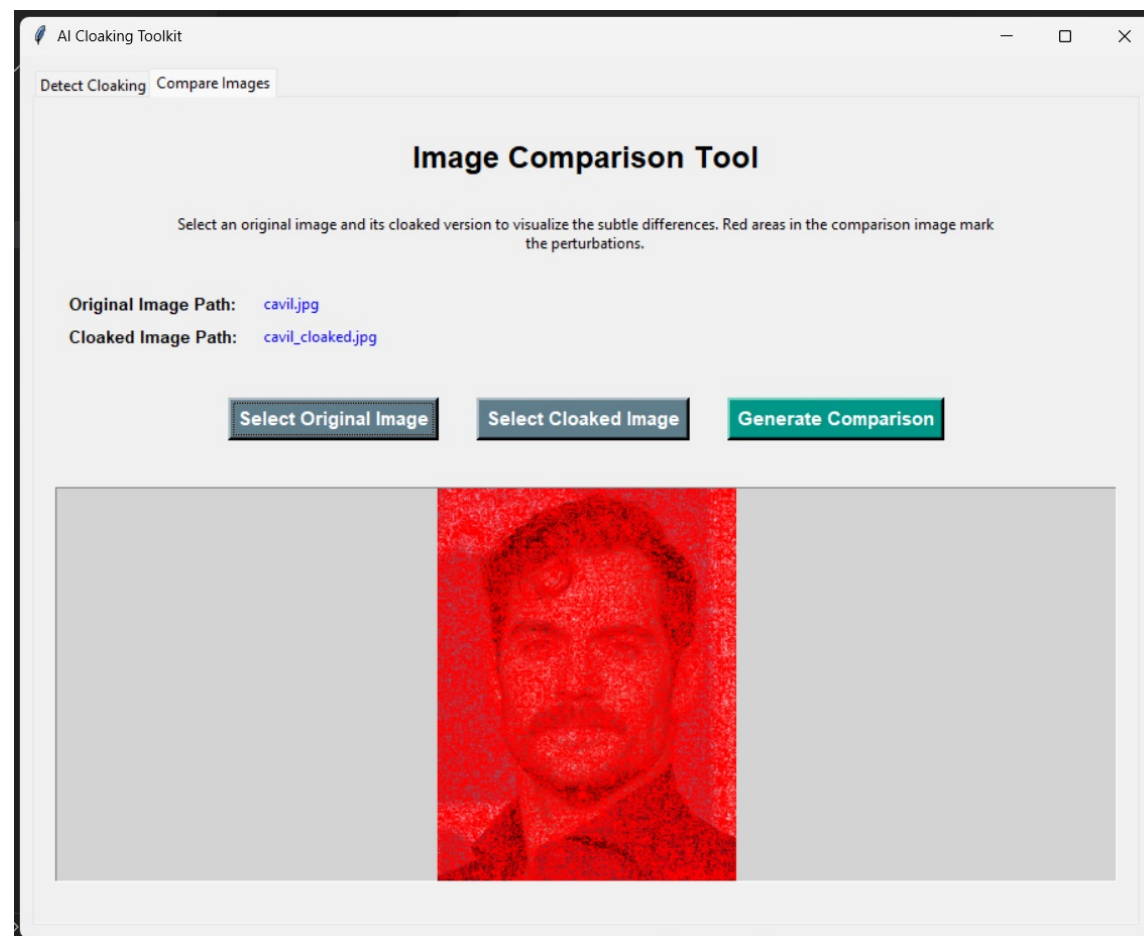 AI Cloaking Toolkit
Detect Cloaking Compare Images
Image Comparison Tool
Select an original image and its cloaked version to visualize the subtle differences. Red areas in the comparison image mark
the perturbations.
Original Image Path: cavil.jpg
Cloaked Image Path: cavil_cloaked.jpg
Select Original Image Select Cloaked Image Generate Comparison